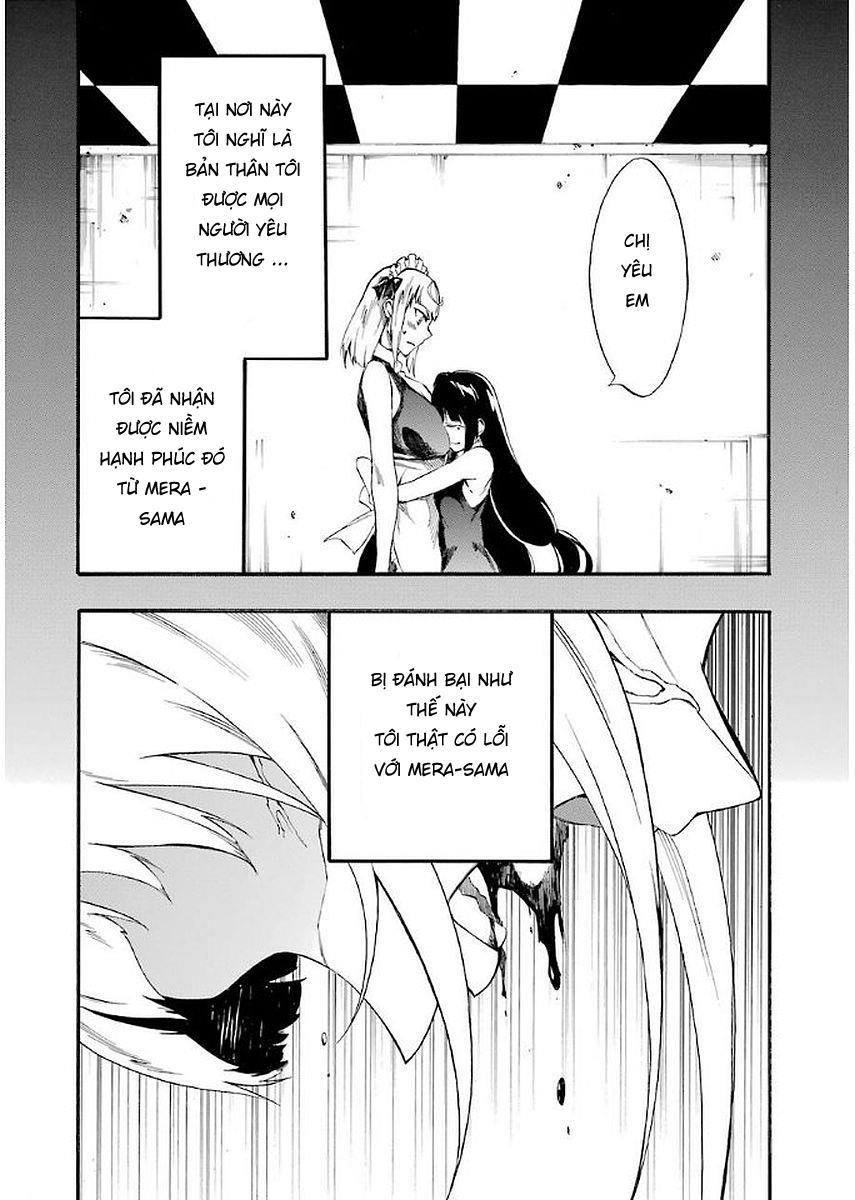 TẠI NƠI NÀY
TÔI NGHĨ LÀ
BẢN THÂN TÔI
ĐƯỢC MỌI
NGƯỜI YÊU
THƯƠNG ...
CHỊ
YÊU
EM
TÔI ĐÃ NHẬN
ĐƯỢC NIỀM
HẠNH PHÚC ĐÓ
TỪ MERA -
SAMA
BỊ ĐÁNH BẠI NHƯ
THẾ NÀY
TÔI THẬT CÓ LỖI
VỚI MERA-SAMA